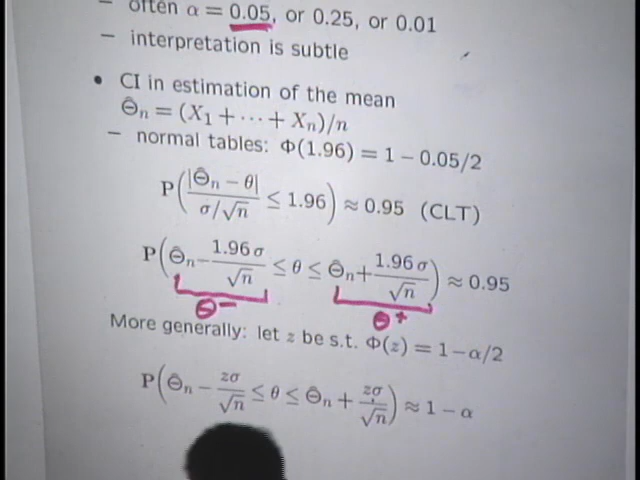 – often α = 0.05, or 0.25, or 0.01
– interpretation is subtle
• CI in estimation of the mean
Θ̂ₙ = (X₁ + ⋯ + Xₙ)/n
– normal tables: Φ(1.96) = 1 − 0.05/2
P(|Θ̂ₙ − θ| / (σ/√n) ≤ 1.96) ≈ 0.95 (CLT)
P(Θ̂ₙ − 1.96 σ/√n ≤ θ ≤ Θ̂ₙ + 1.96 σ/√n) ≈ 0.95
Θ⁻ Θ⁺
More generally: let z be s.t. Φ(z) = 1−α/2
P(Θ̂ₙ − zσ/√n ≤ θ ≤ Θ̂ₙ + zσ/√n) ≈ 1 − α